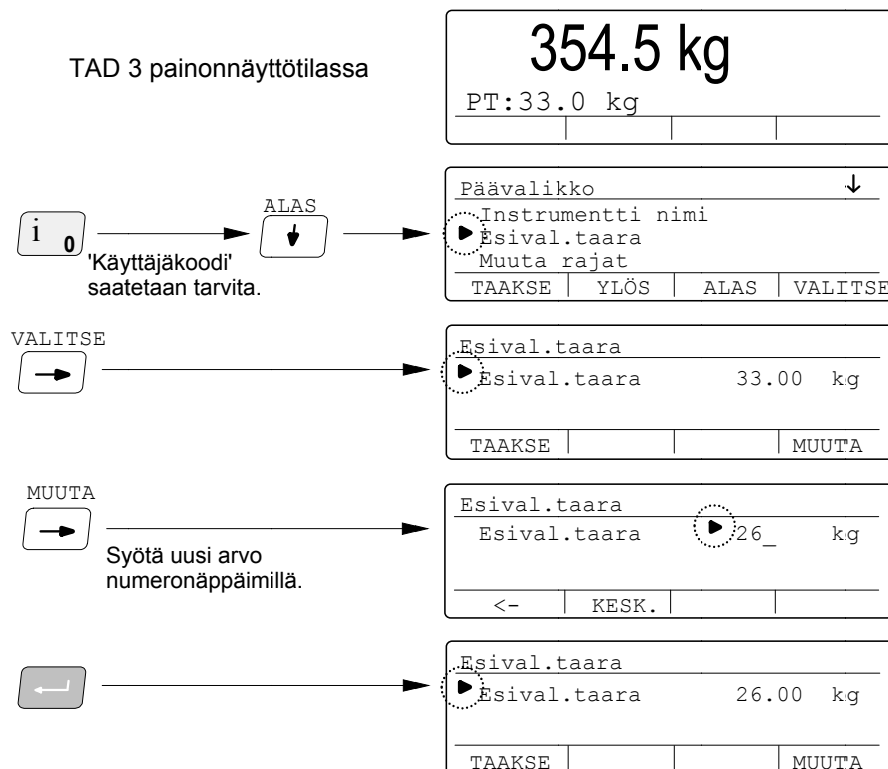 TAD 3 painonnäyttötilassa
354.5 kg
PT:33.0 kg
i 0
'Käyttäjäkoodi'
saatetaan tarvita.
ALAS
Päävalikko
Instrumentti nimi
Esival.taara
Muuta rajat
TAAKSE YLÖS ALAS VALITSE
VALITSE
Esival.taara
Esival.taara 33.00 kg
TAAKSE MUUTA
MUUTA
Syötä uusi arvo
numeronäppäimillä.
Esival.taara
Esival.taara 26_ kg
<- KESK.
Esival.taara
Esival.taara 26.00 kg
TAAKSE MUUTA